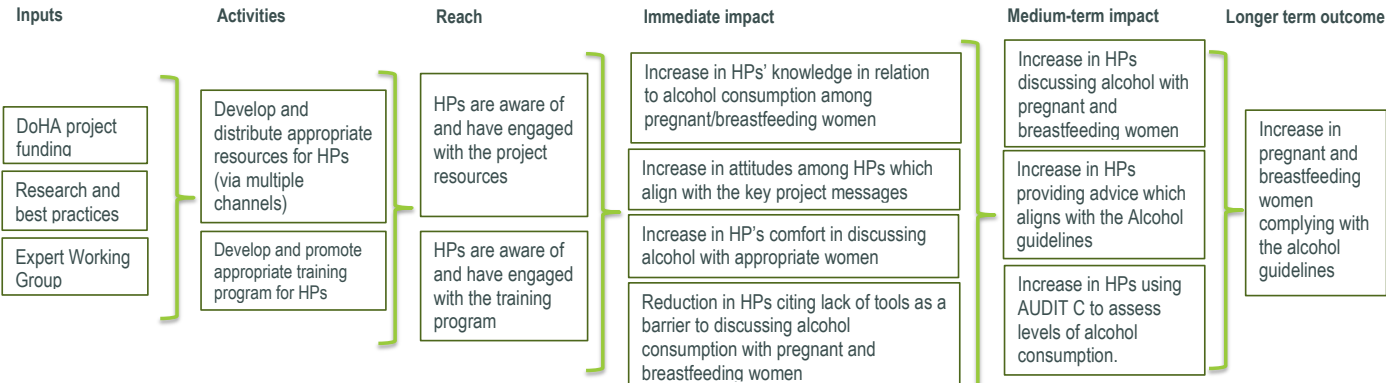 Inputs
Activities
Reach
Immediate impact
Medium-term impact
Longer term outcome
DoHA project
funding
Research and
best practices
Expert Working
Group
Develop and
distribute appropriate
resources for HPs
(via multiple
channels)
Develop and promote
appropriate training
program for HPs
HPs are aware of
and have engaged
with the project
resources
HPs are aware of
and have engaged
with the training
program
Increase in HPs’ knowledge in relation
to alcohol consumption among
pregnant/breastfeeding women
Increase in attitudes among HPs which
align with the key project messages
Increase in HP’s comfort in discussing
alcohol with appropriate women
Reduction in HPs citing lack of tools as a
barrier to discussing alcohol
consumption with pregnant and
breastfeeding women
Increase in HPs
discussing alcohol with
pregnant and
breastfeeding women
Increase in HPs
providing advice which
aligns with the Alcohol
guidelines
Increase in HPs using
AUDIT C to assess
levels of alcohol
consumption.
Increase in
pregnant and
breastfeeding
women
complying with
the alcohol
guidelines